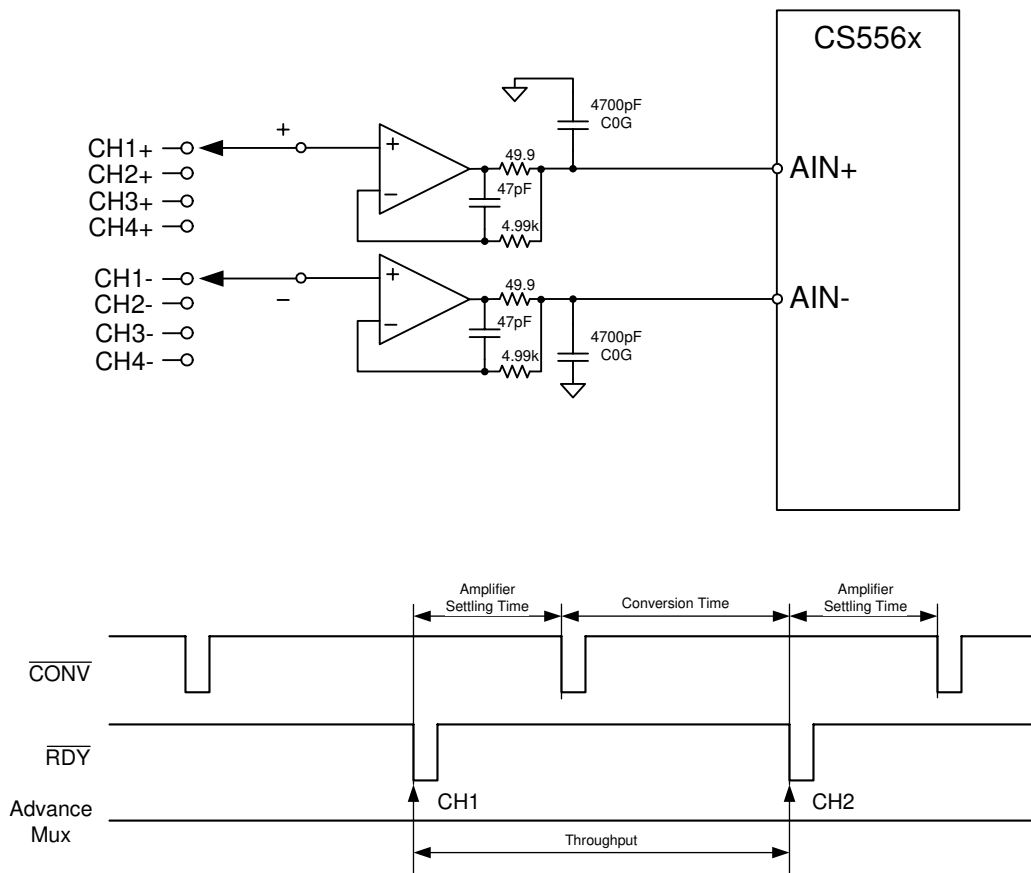 CS556x
4700pF
C0G
+
CH1+
CH2+
CH3+
CH4+
+
−
49.9
47pF
4.99k
AIN+
CH1-
CH2-
CH3-
CH4-
−
+
−
49.9
47pF
4.99k
4700pF
C0G
AIN-
Amplifier
Settling Time
Conversion Time
Amplifier
Settling Time
CONV
RDY
Advance
Mux
CH1
CH2
Throughput